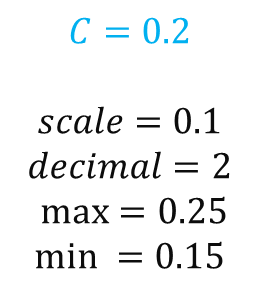 C = 0.2
scale = 0.1
decimal = 2
max = 0.25
min = 0.15